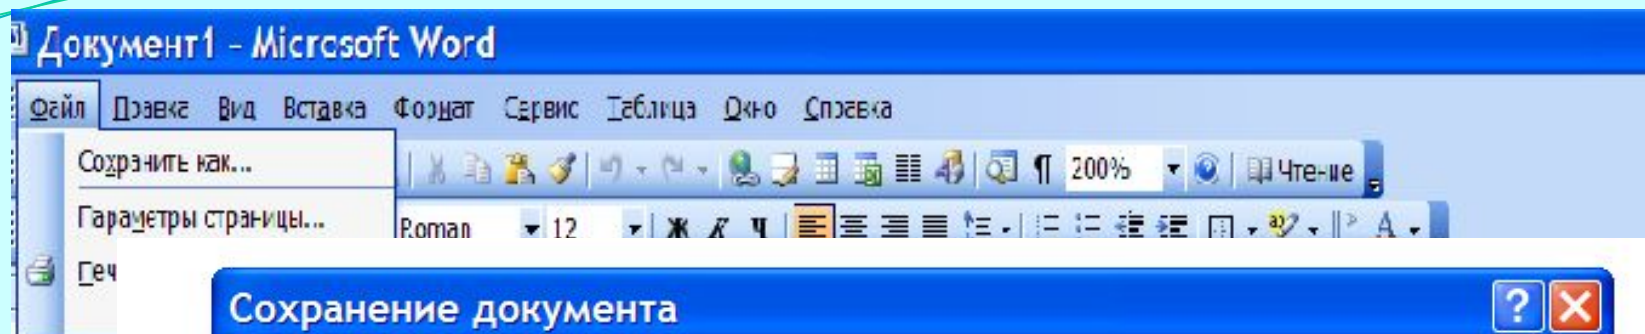 Документ1 - Microsoft Word
Файл Правка Вид Вставка Формат Сервис Таблица Окно Справка
Сохранить как...
200% Чтение
Параметры страницы...
Roman 12 Ж К Ч А
Печ
Сохранение документа